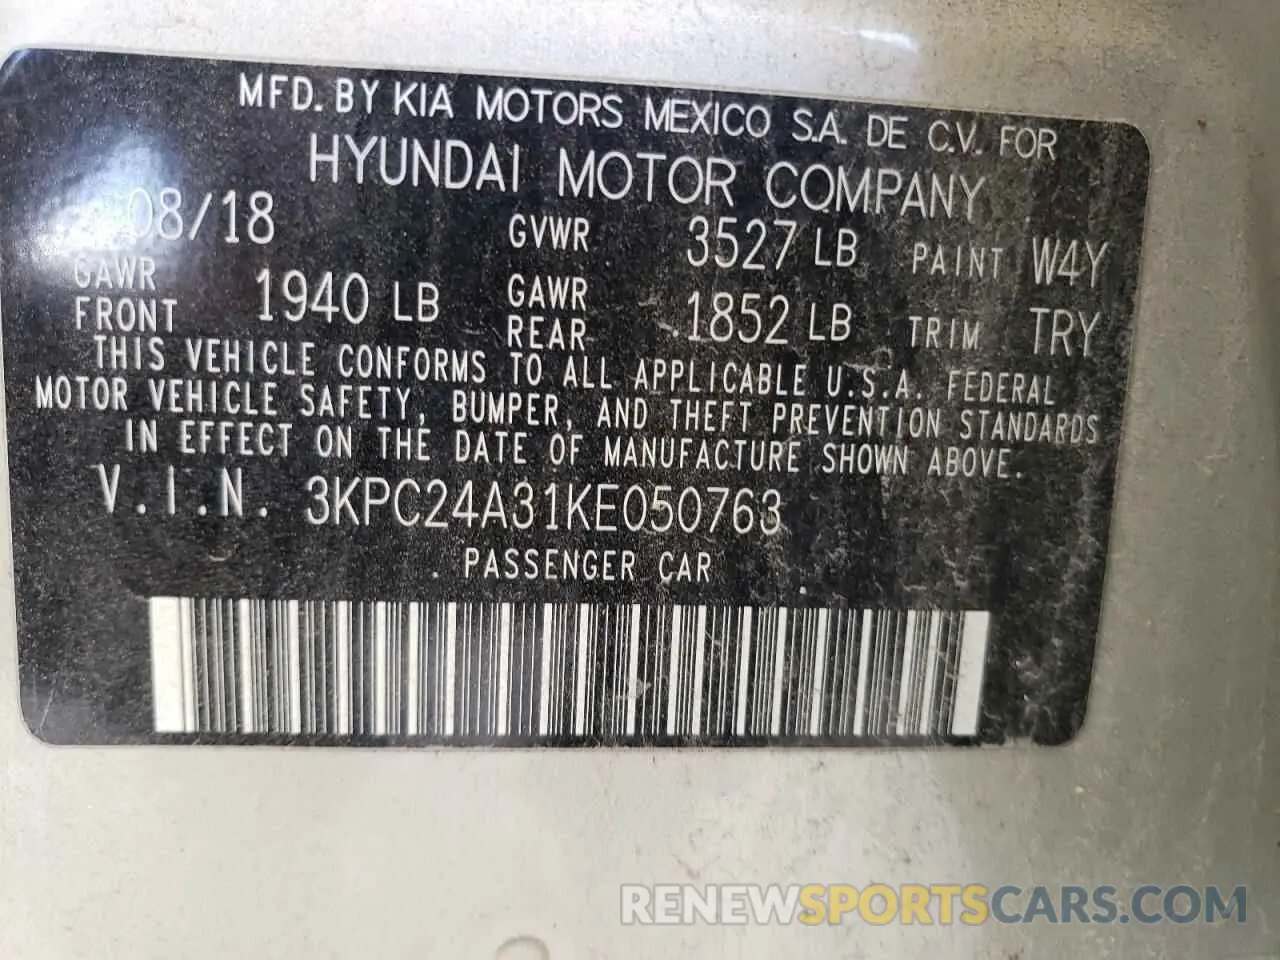 MFD. BY KIA MOTORS MEXICO S.A. DE C.V. FOR
HYUNDAI MOTOR COMPANY
08/18 GVWR 3527 LB PAINT W4Y
GAWR FRONT 1940 LB GAWR REAR 1852 LB TRIM TRY
THIS VEHICLE CONFORMS TO ALL APPLICABLE U.S.A. FEDERAL
MOTOR VEHICLE SAFETY, BUMPER, AND THEFT PREVENTION STANDARDS
IN EFFECT ON THE DATE OF MANUFACTURE SHOWN ABOVE.
V.I.N. 3KPC24A31KE050763
PASSENGER CAR
RENEWSPORTSCARS.COM